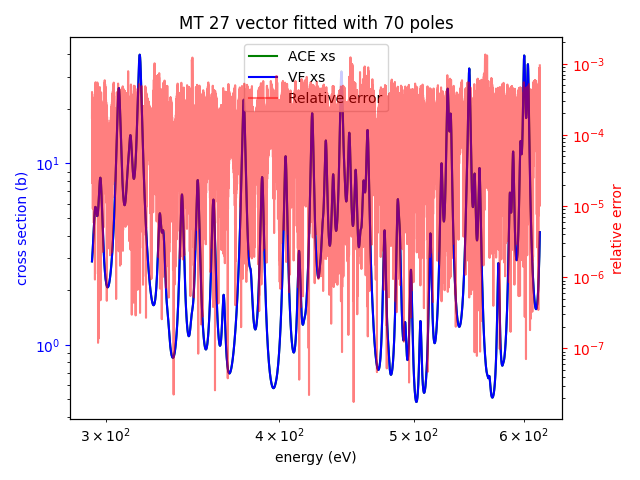 MT 27 vector fitted with 70 poles
ACE xs
VF xs
Relative error
cross section (b)
10¹
10⁰
10⁻³
10⁻⁴
10⁻⁵
10⁻⁶
10⁻⁷
relative error
3 × 10² 4 × 10² 5 × 10² 6 × 10²
energy (eV)